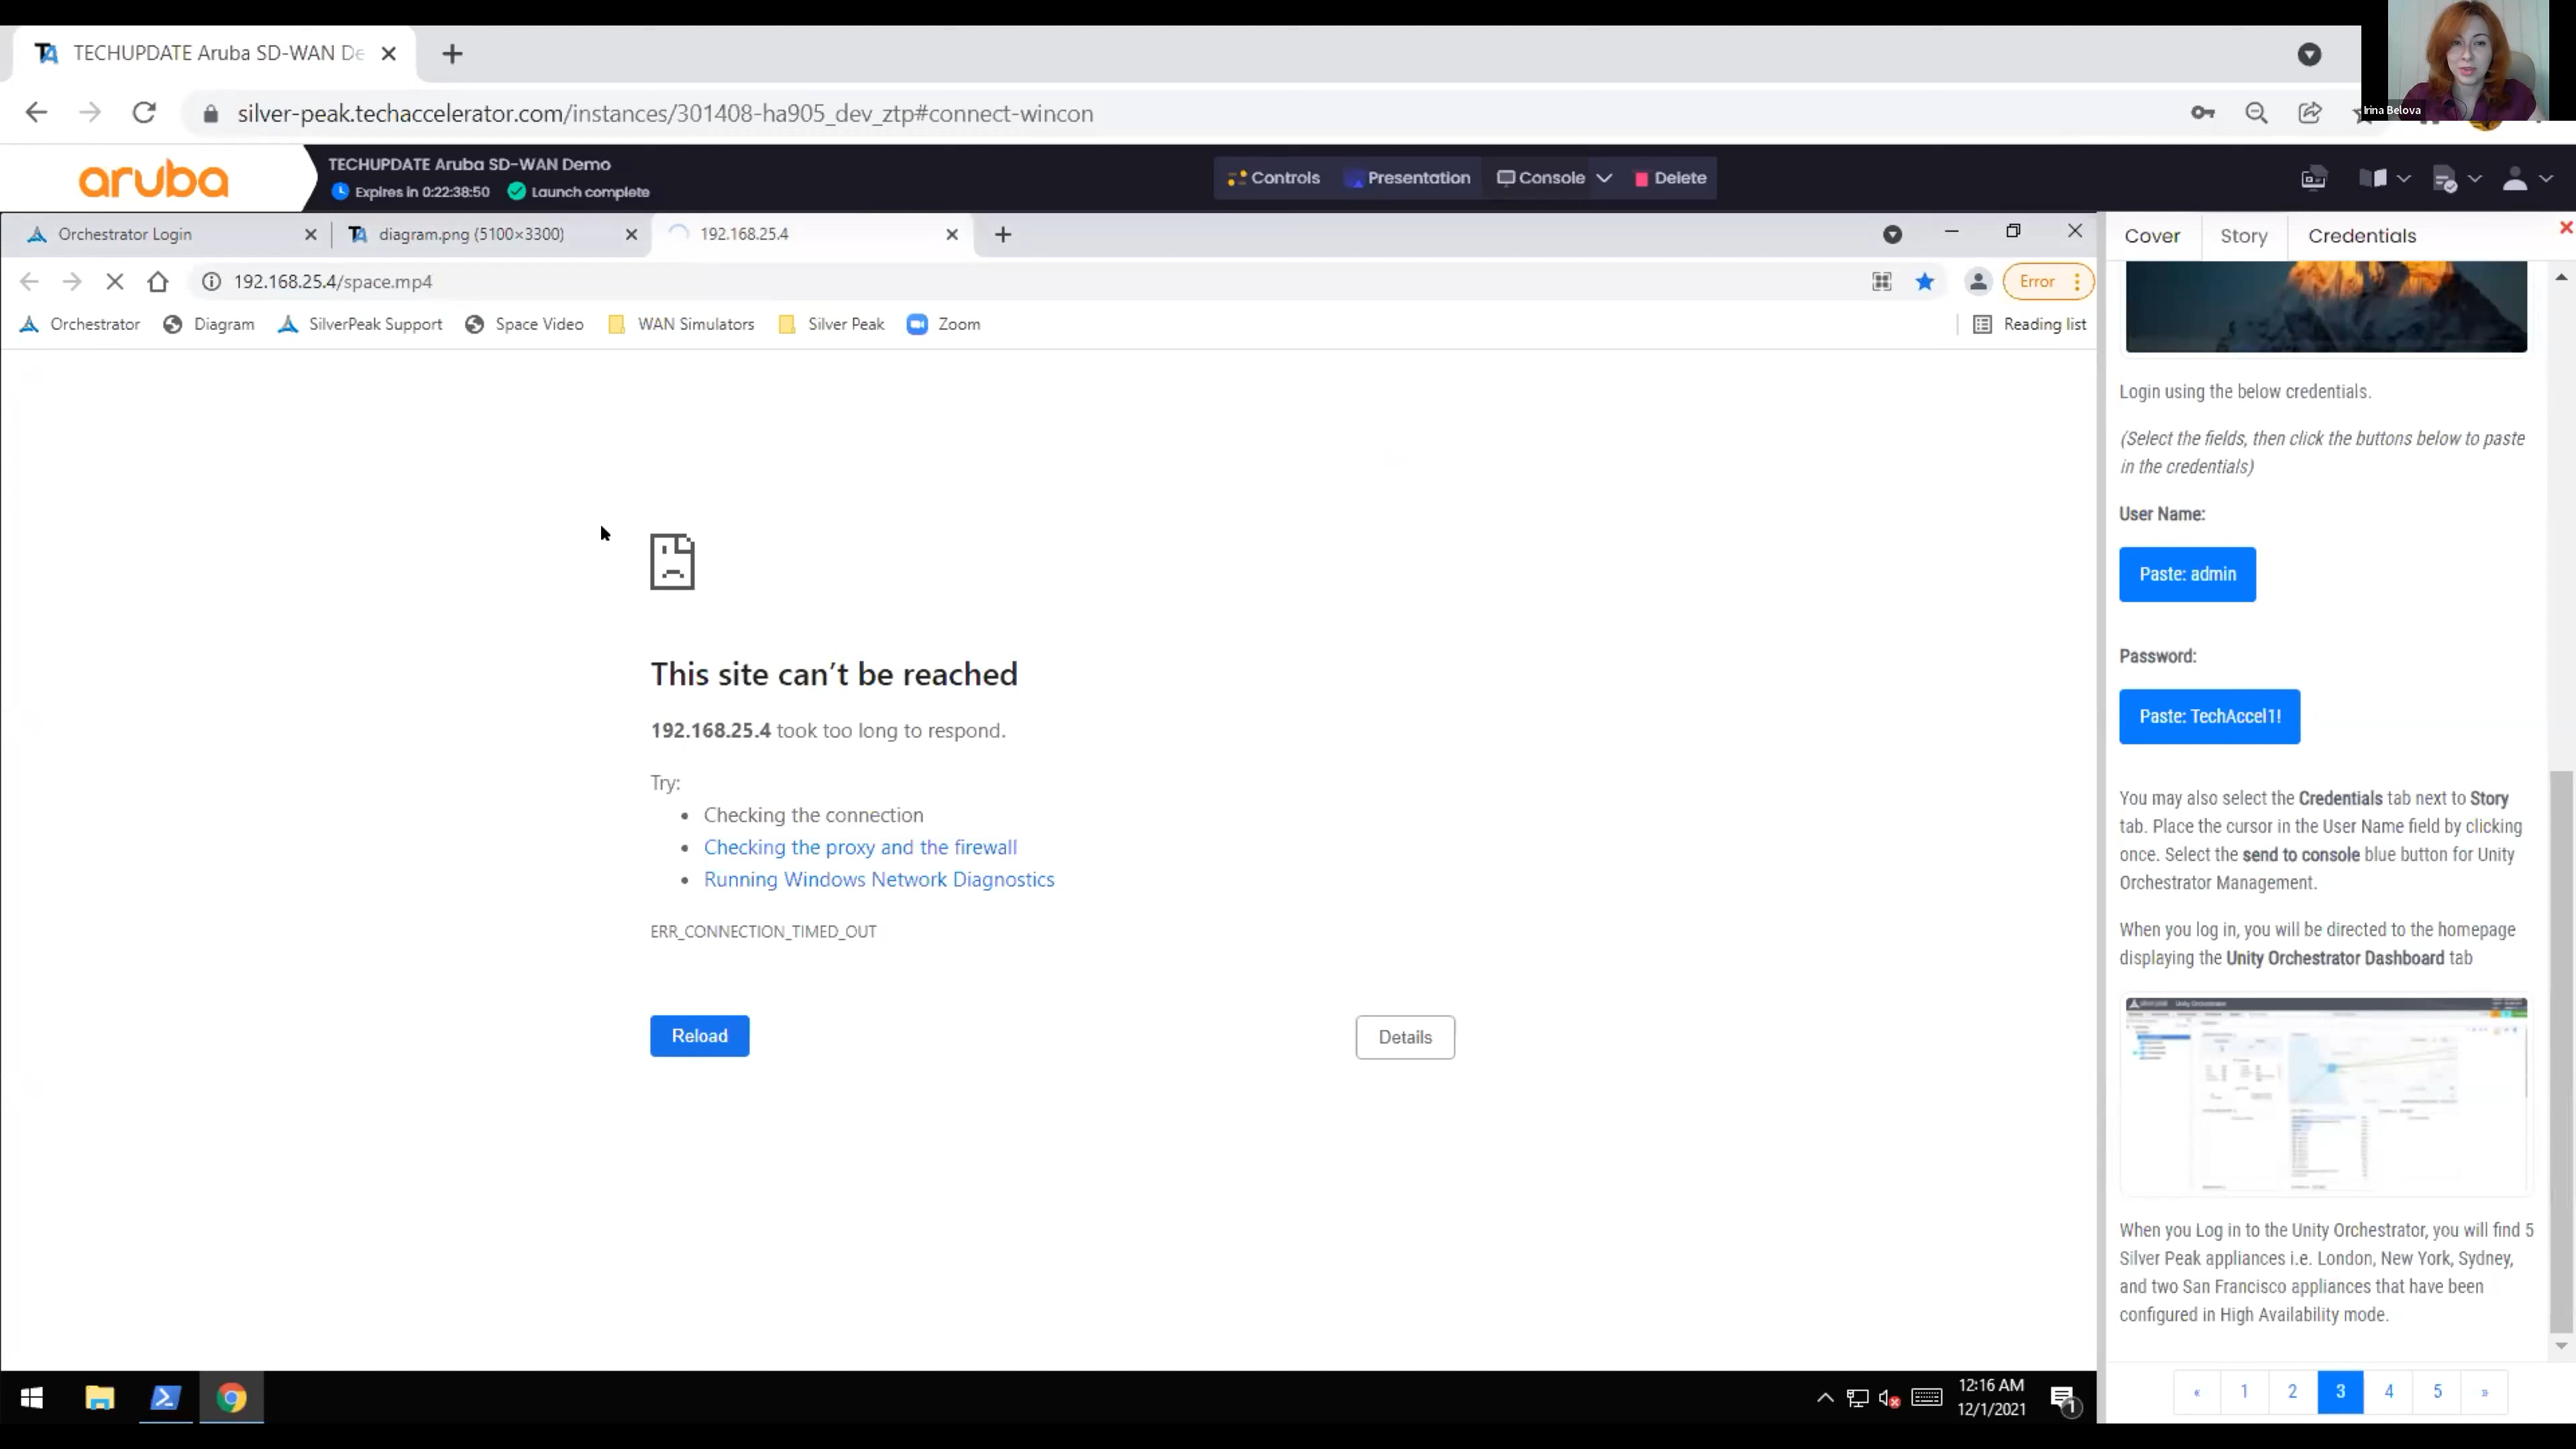 TECHUPDATE Aruba SD-WAN De
silver-peak.techaccelerator.com/instances/301408-ha905_dev_ztp#connect-wincon
Irina Belova
aruba
TECHUPDATE Aruba SD-WAN Demo
Expires in 0:22:38:50 Launch complete
Controls Presentation Console Delete
Orchestrator Login diagram.png (5100×3300) 192.168.25.4
192.168.25.4/space.mp4
Error
Orchestrator Diagram SilverPeak Support Space Video WAN Simulators Silver Peak Zoom Reading list
This site can't be reached
192.168.25.4 took too long to respond.
Try:
Checking the connection
Checking the proxy and the firewall
Running Windows Network Diagnostics
ERR_CONNECTION_TIMED_OUT
Reload Details
Cover Story Credentials
Login using the below credentials.
(Select the fields, then click the buttons below to paste
in the credentials)
User Name:
Paste: admin
Password:
Paste: TechAccel1!
You may also select the Credentials tab next to Story
tab. Place the cursor in the User Name field by clicking
once. Select the send to console blue button for Unity
Orchestrator Management.
When you log in, you will be directed to the homepage
displaying the Unity Orchestrator Dashboard tab
When you Log in to the Unity Orchestrator, you will find 5
Silver Peak appliances i.e. London, New York, Sydney,
and two San Francisco appliances that have been
configured in High Availability mode.
« 1 2 3 4 5 »
12:16 AM
12/1/2021
1